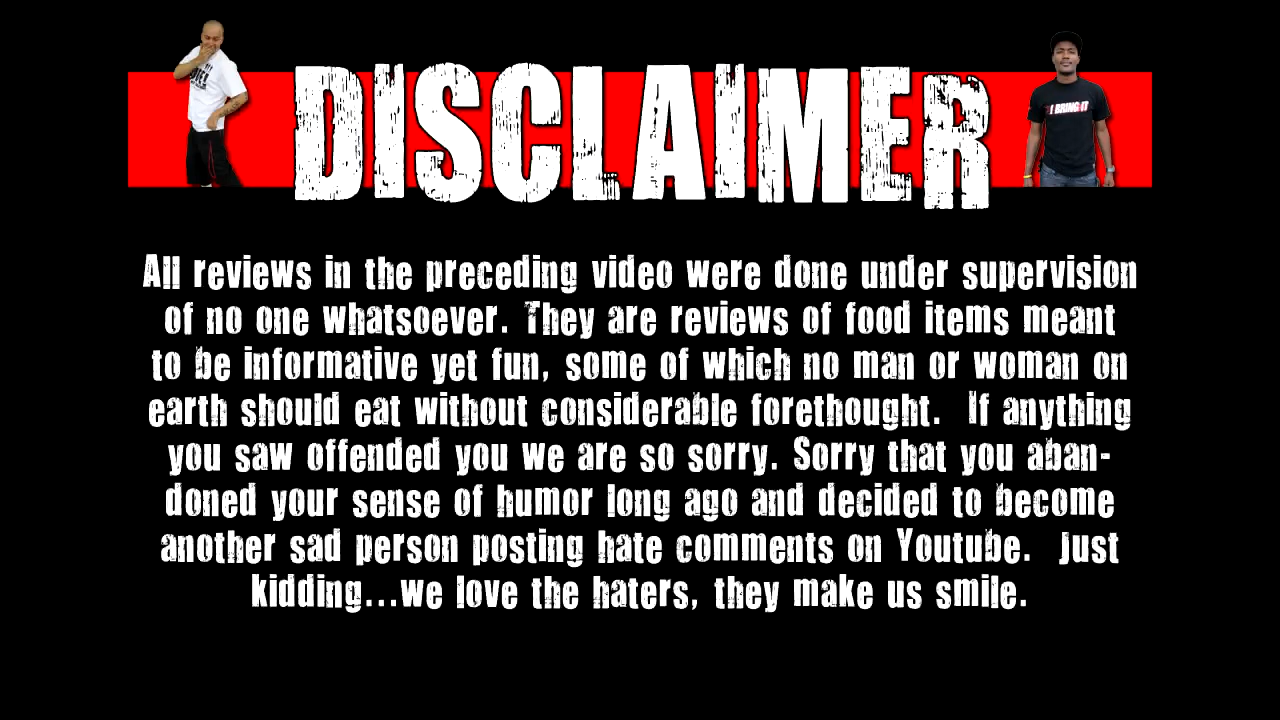 DISCLAIMER
I BRING IT
All reviews in the preceding video were done under supervision
of no one whatsoever. They are reviews of food items meant
to be informative yet fun, some of which no man or woman on
earth should eat without considerable forethought. If anything
you saw offended you we are so sorry. Sorry that you aban-
doned your sense of humor long ago and decided to become
another sad person posting hate comments on Youtube. Just
kidding...we love the haters, they make us smile.